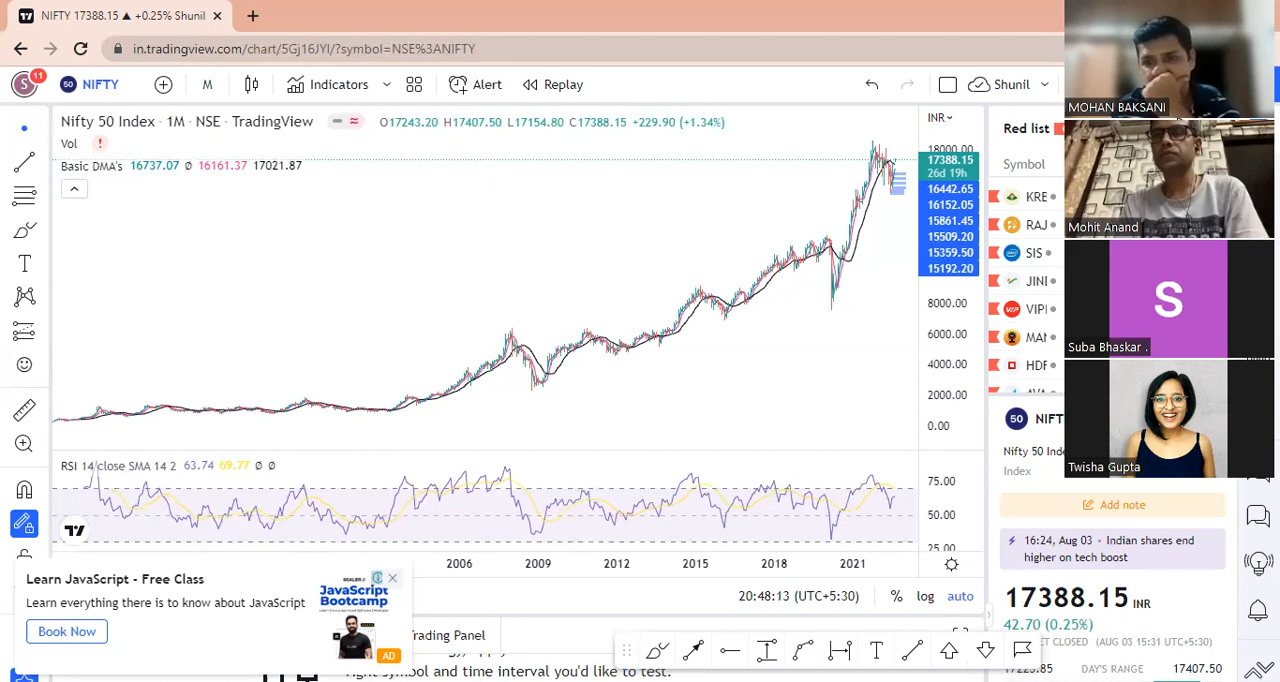 NIFTY 17388.15 ▲ +0.25% Shunil
in.tradingview.com/chart/5Gj16JYI/?symbol=NSE%3ANIFTY
S 11 50 NIFTY M Indicators Alert Replay Shunil
Nifty 50 Index · 1M · NSE · TradingView O17243.20 H17407.50 L17154.80 C17388.15 +229.90 (+1.34%)
Vol
Basic DMA's 16737.07 Ø 16161.37 17021.87
INR
18000.00
17388.15
26d 19h
16442.65
16152.05
15861.45
15509.20
15359.50
15192.20
8000.00
6000.00
4000.00
2000.00
0.00
RSI 14 close SMA 14 2 63.74 69.77 Ø Ø
75.00
50.00
25.00
2006 2009 2012 2015 2018 2021
20:48:13 (UTC+5:30) % log auto
Learn JavaScript - Free Class
Learn everything there is to know about JavaScript
Book Now
SCALER
JavaScript
Bootcamp
AD
rading Panel
right symbol and time interval you'd like to test.
Red list
Symbol
KRE
RAJ
SIS
JINI
VIPI
MAN
HDF
50 NIFT
Nifty 50 Inde
Index
Add note
16:24, Aug 03 • Indian shares end
higher on tech boost
17388.15 INR
42.70 (0.25%)
ET CLOSED (AUG 03 15:31 UTC+5:30)
DAY'S RANGE 17407.50
MOHAN BAKSANI
Mohit Anand
S
Suba Bhaskar .
Twisha Gupta